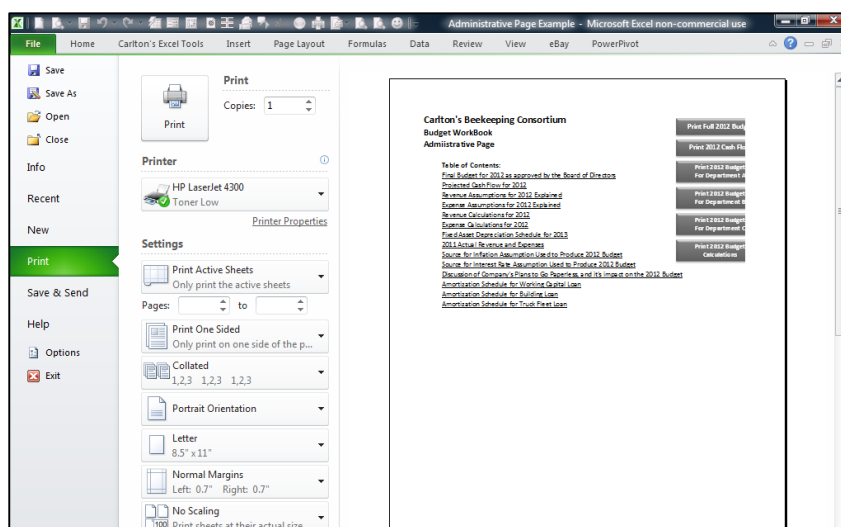 Administrative Page Example - Microsoft Excel non-commercial use
File Home Carlton's Excel Tools Insert Page Layout Formulas Data Review View eBay PowerPivot
Save
Save As
Open
Close
Info
Recent
New
Print
Save & Send
Help
Options
Exit
Print
Print
Copies: 1
Printer
HP LaserJet 4300
Toner Low
Printer Properties
Settings
Print Active Sheets
Only print the active sheets
Pages: to
Print One Sided
Only print on one side of the p...
Collated
1,2,3 1,2,3 1,2,3
Portrait Orientation
Letter
8.5" x 11"
Normal Margins
Left: 0.7" Right: 0.7"
No Scaling
100 Print sheets at their actual size
Carlton's Beekeeping Consortium
Budget WorkBook
Admiistrative Page
Table of Contents:
Final Budget for 2012 as approved by the Board of Directors
Projected Cash Flow for 2012
Revenue Assumptions for 2012 Explained
Expense Assumptions for 2012 Explained
Revenue Calculations for 2012
Expense Calculations for 2012
Fixed Asset Depreciation Schedule for 2013
2011 Actual Revenue and Expenses
Source for Inflation Assumption Used to Produce 2012 Budget
Source for Interest Rate Assumption Used to Produce 2012 Budget
Discussion of Company's Plans to Go Paperless and it's impact on the 2012 Budget
Amortization Schedule for Working Capital Loan
Amortization Schedule for Building Loan
Amortization Schedule for Truck Fleet Loan
Print Full 2012 Bud
Print 2012 Cash Flo
Print 2012 Budget
For Department A
Print 2012 Budget
For Department B
Print 2012 Budget
For Department C
Print 2012 Budget
Calculations